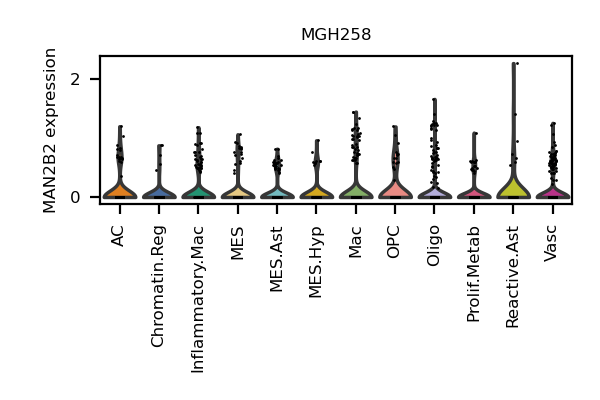 MGH258
MAN2B2 expression
2
0
AC
Chromatin.Reg
Inflammatory.Mac
MES
MES.Ast
MES.Hyp
Mac
OPC
Oligo
Prolif.Metab
Reactive.Ast
Vasc